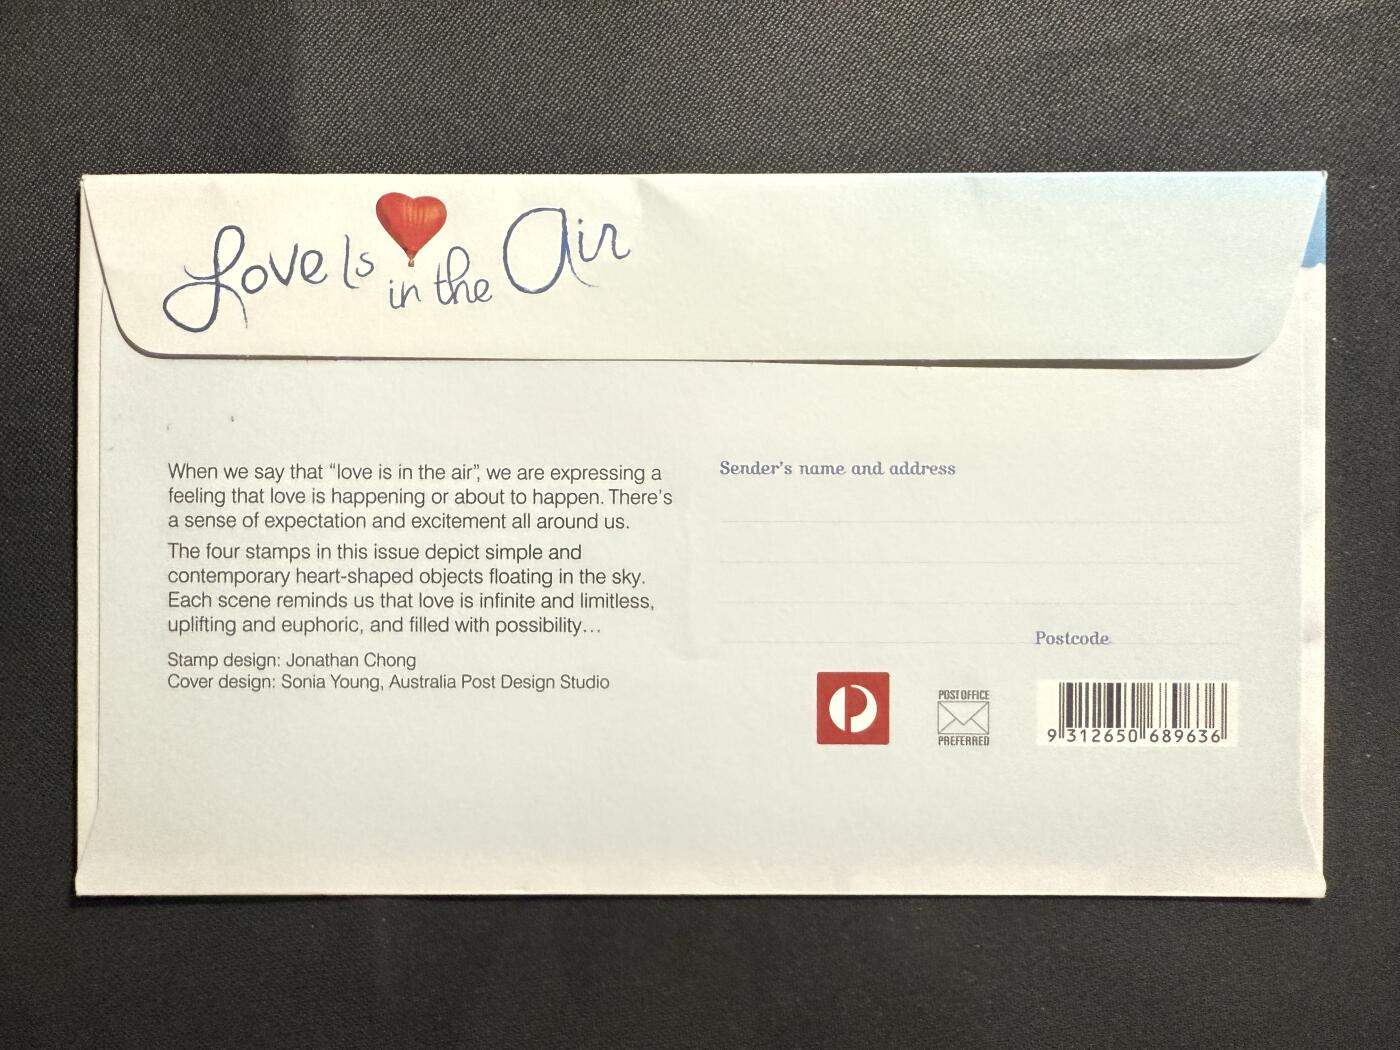 Love Is in the Air
When we say that “love is in the air”, we are expressing a
feeling that love is happening or about to happen. There’s
a sense of expectation and excitement all around us.
The four stamps in this issue depict simple and
contemporary heart-shaped objects floating in the sky.
Each scene reminds us that love is infinite and limitless,
uplifting and euphoric, and filled with possibility…
Stamp design: Jonathan Chong
Cover design: Sonia Young, Australia Post Design Studio
Sender’s name and address
Postcode
POST OFFICE
PREFERRED
9 312650 689636